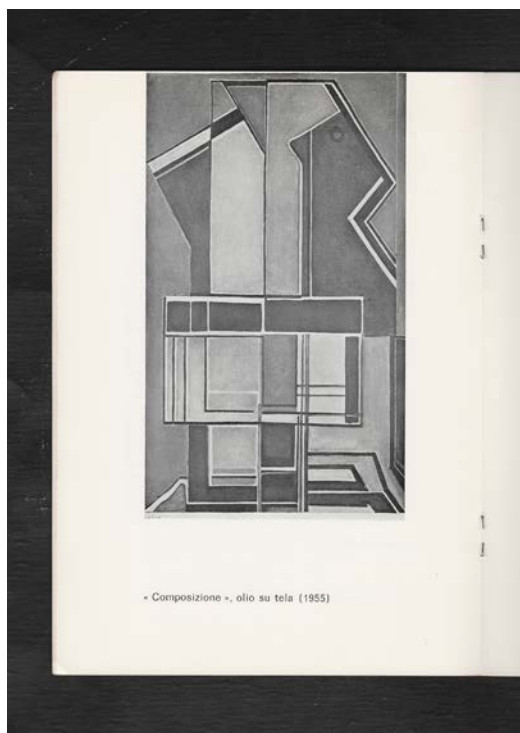 « Composizione », olio su tela (1955)